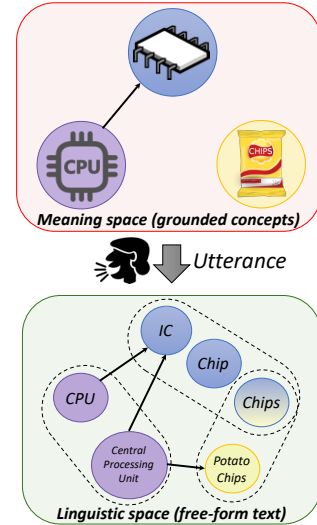 CPU
CHIPS
Meaning space (grounded concepts)
Utterance
IC
Chip
CPU
Chips
Central
Processing
Unit
Potato
Chips
Linguistic space (free-form text)